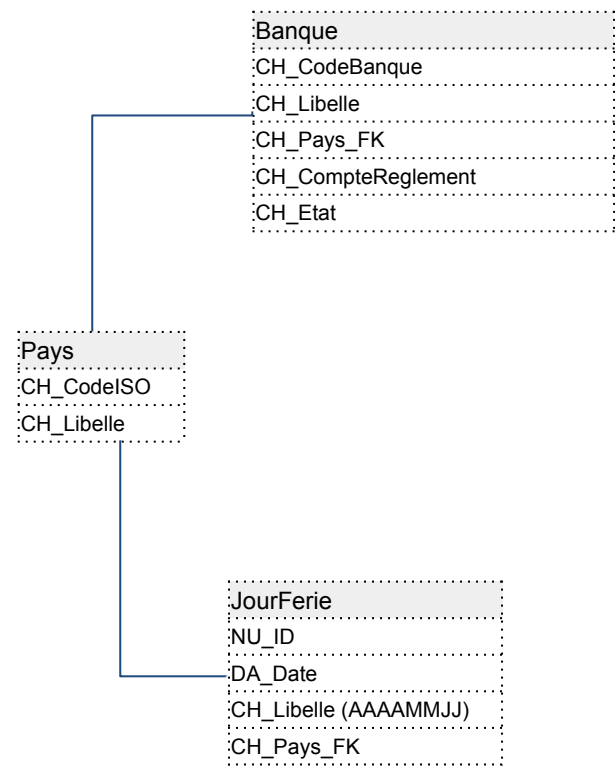 Banque
CH_CodeBanque
CH_Libelle
CH_Pays_FK
CH_CompteReglement
CH_Etat
Pays
CH_CodeISO
CH_Libelle
JourFerie
NU_ID
DA_Date
CH_Libelle (AAAAMMJJ)
CH_Pays_FK